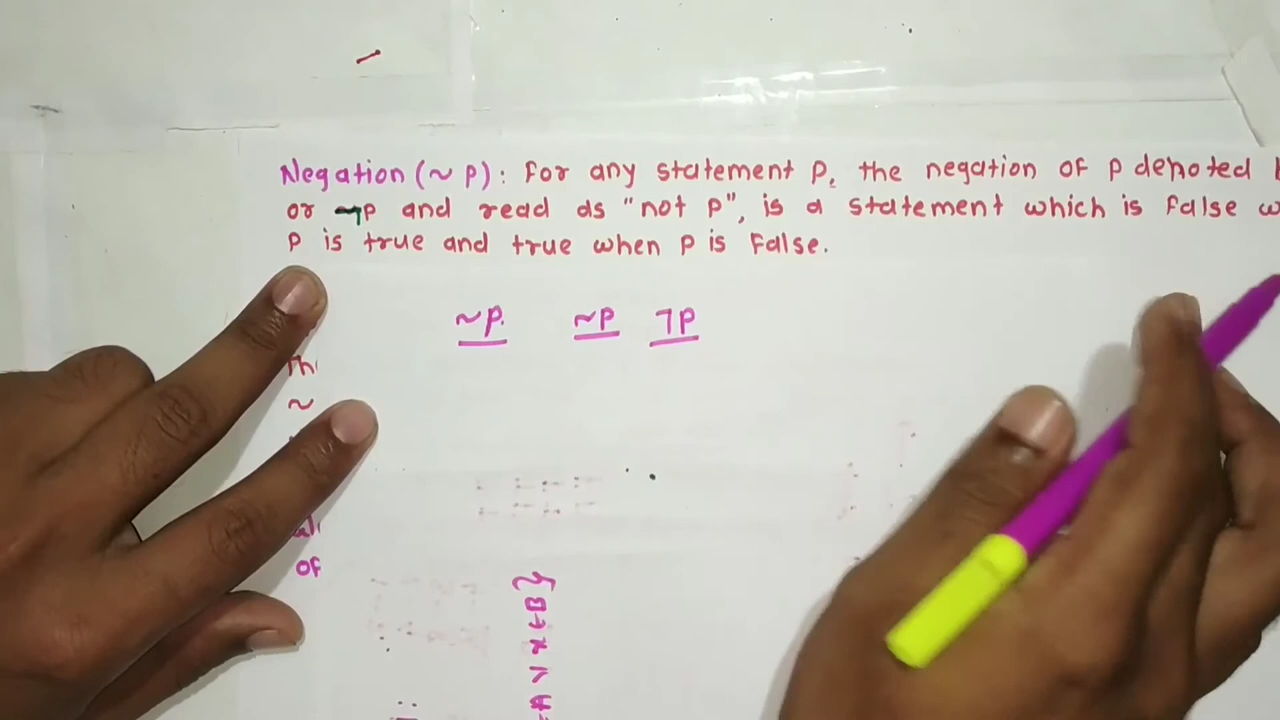 Negation (~ p): For any statement p, the negation of p denoted
or ¬p and read as "not p", is a statement which is false
p is true and true when p is false.
~p. ~p ¬p
~
of